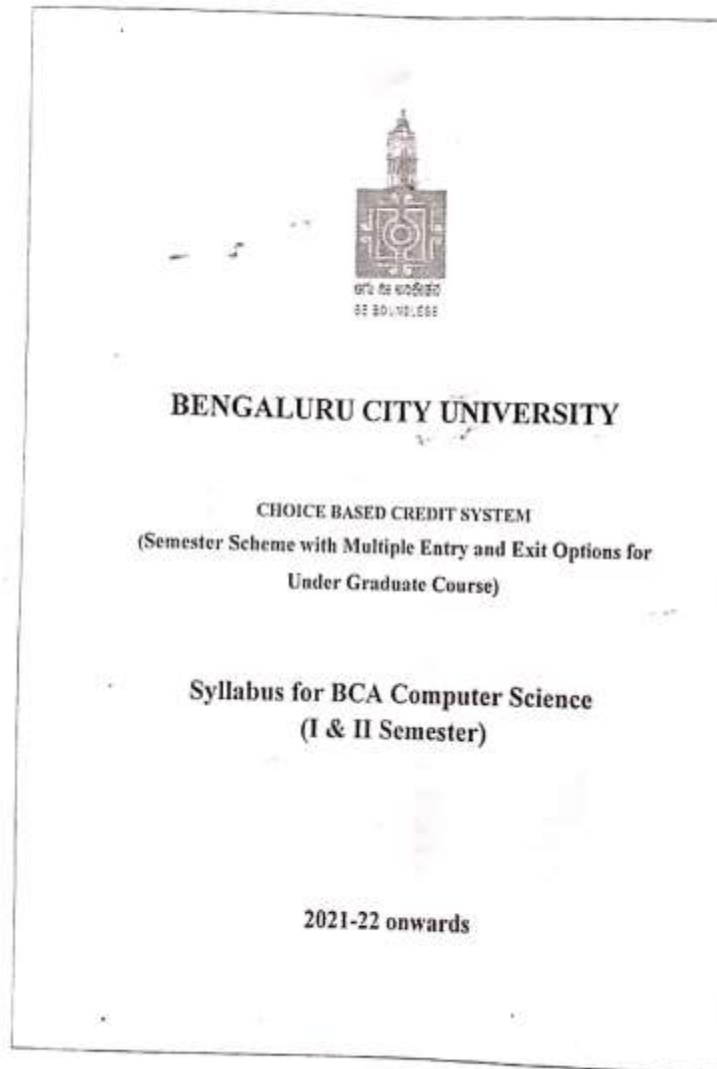 BENGALURU CITY UNIVERSITY
CHOICE BASED CREDIT SYSTEM
(Semester Scheme with Multiple Entry and Exit Options for
Under Graduate Course)
Syllabus for BCA Computer Science
(I & II Semester)
2021-22 onwards